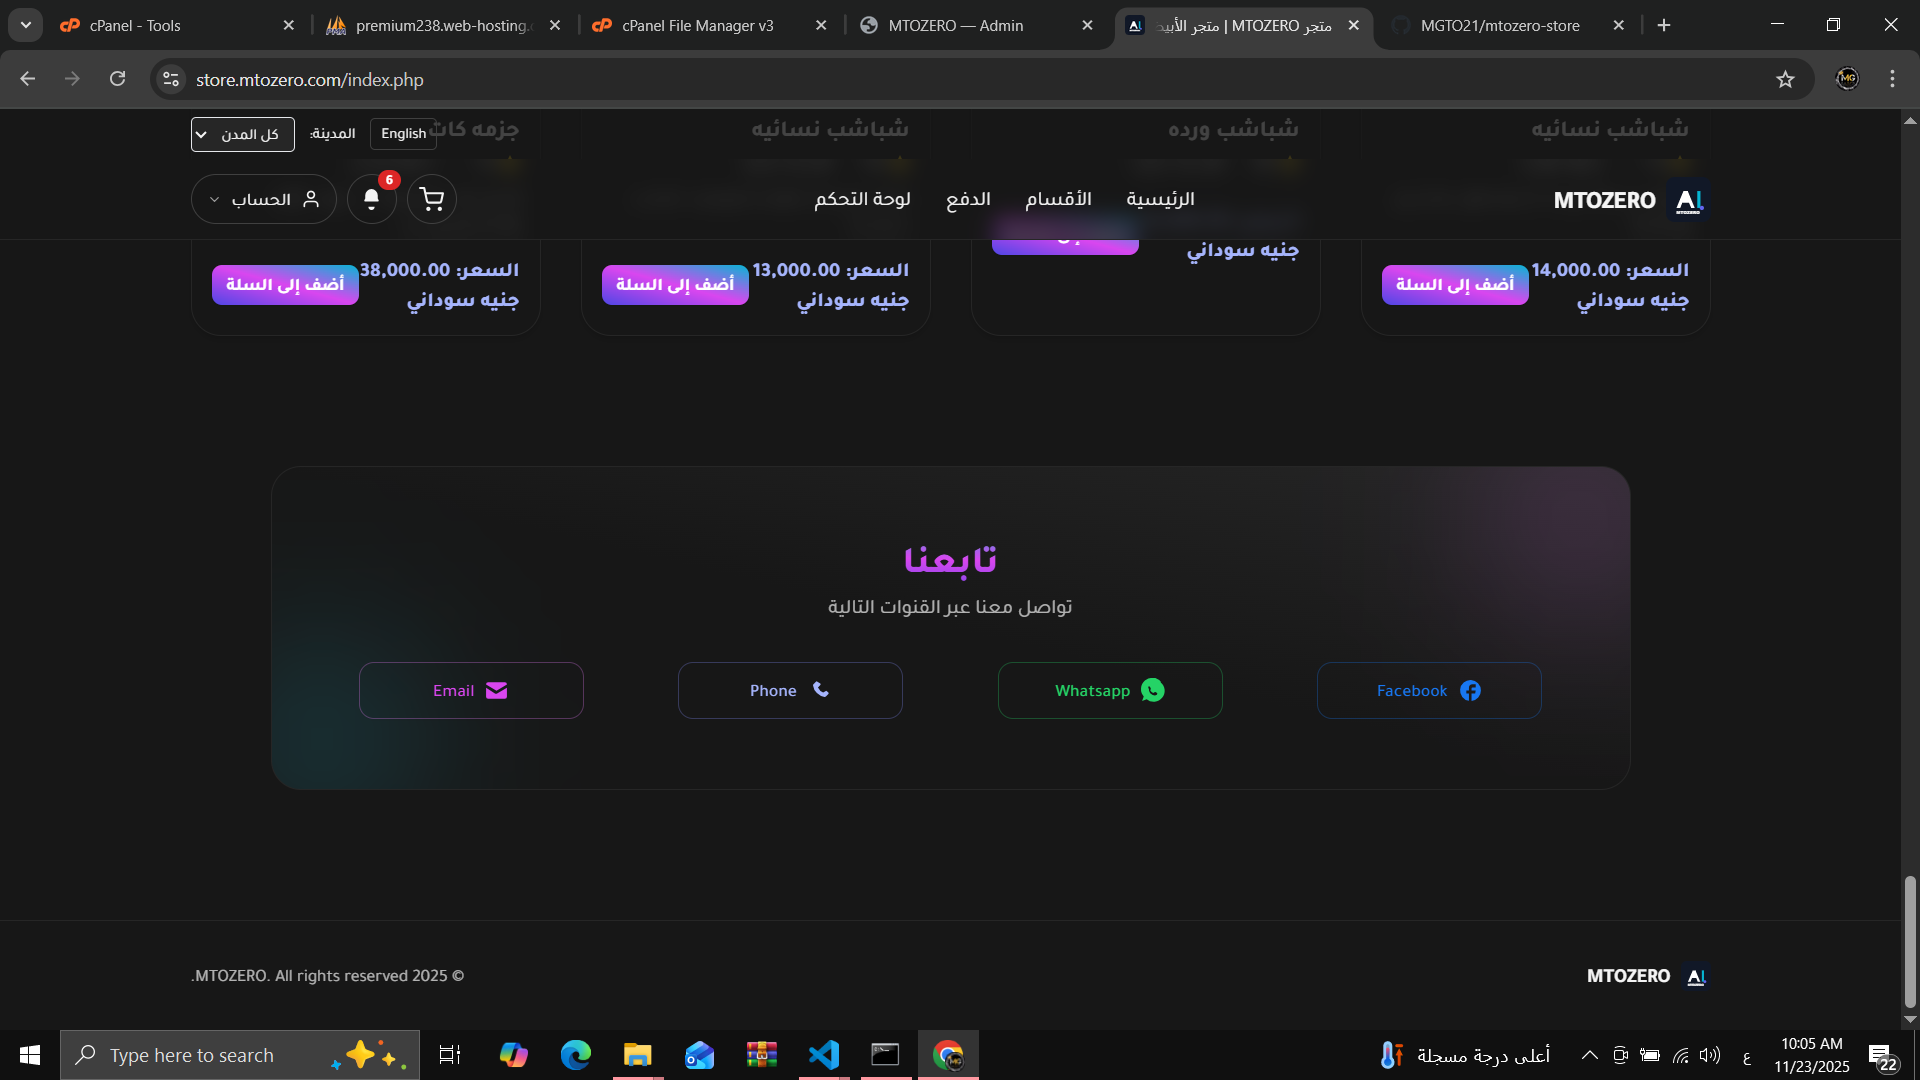 cPanel - Tools
premium238.web-hosting.
cPanel File Manager v3
MTOZERO — Admin
متجر MTOZERO | متجر الأبيض
MGTO21/mtozero-store
store.mtozero.com/index.php
شباشب نسائيه
شباشب ورده
شباشب نسائيه
جزمه كات
English
المدينة:
كل المدن
MTOZERO
الرئيسية
الأقسام
الدفع
لوحة التحكم
6
الحساب
السعر: 14,000.00
جنيه سوداني
أضف إلى السلة
جنيه سوداني
السعر: 13,000.00
جنيه سوداني
أضف إلى السلة
السعر: 38,000.00
جنيه سوداني
أضف إلى السلة
تابعنا
تواصل معنا عبر القنوات التالية
Facebook
Whatsapp
Phone
Email
MTOZERO
.MTOZERO. All rights reserved 2025 ©
Type here to search
أعلى درجة مسجلة
ع
10:05 AM
11/23/2025
22